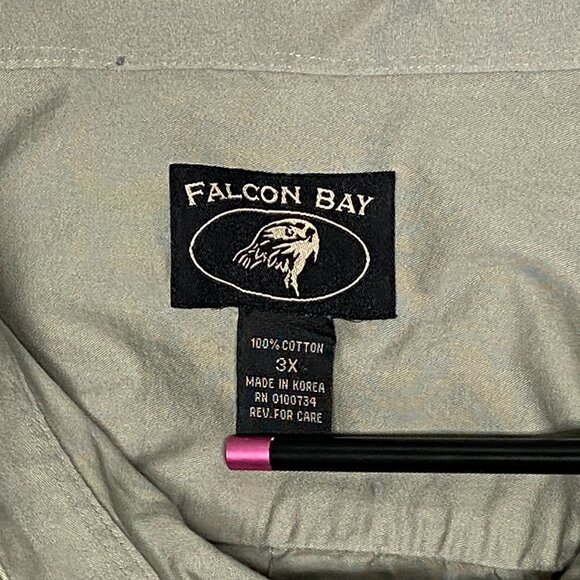 FALCON BAY
100% COTTON
3X
MADE IN KOREA
RN 0100734
REV. FOR CARE